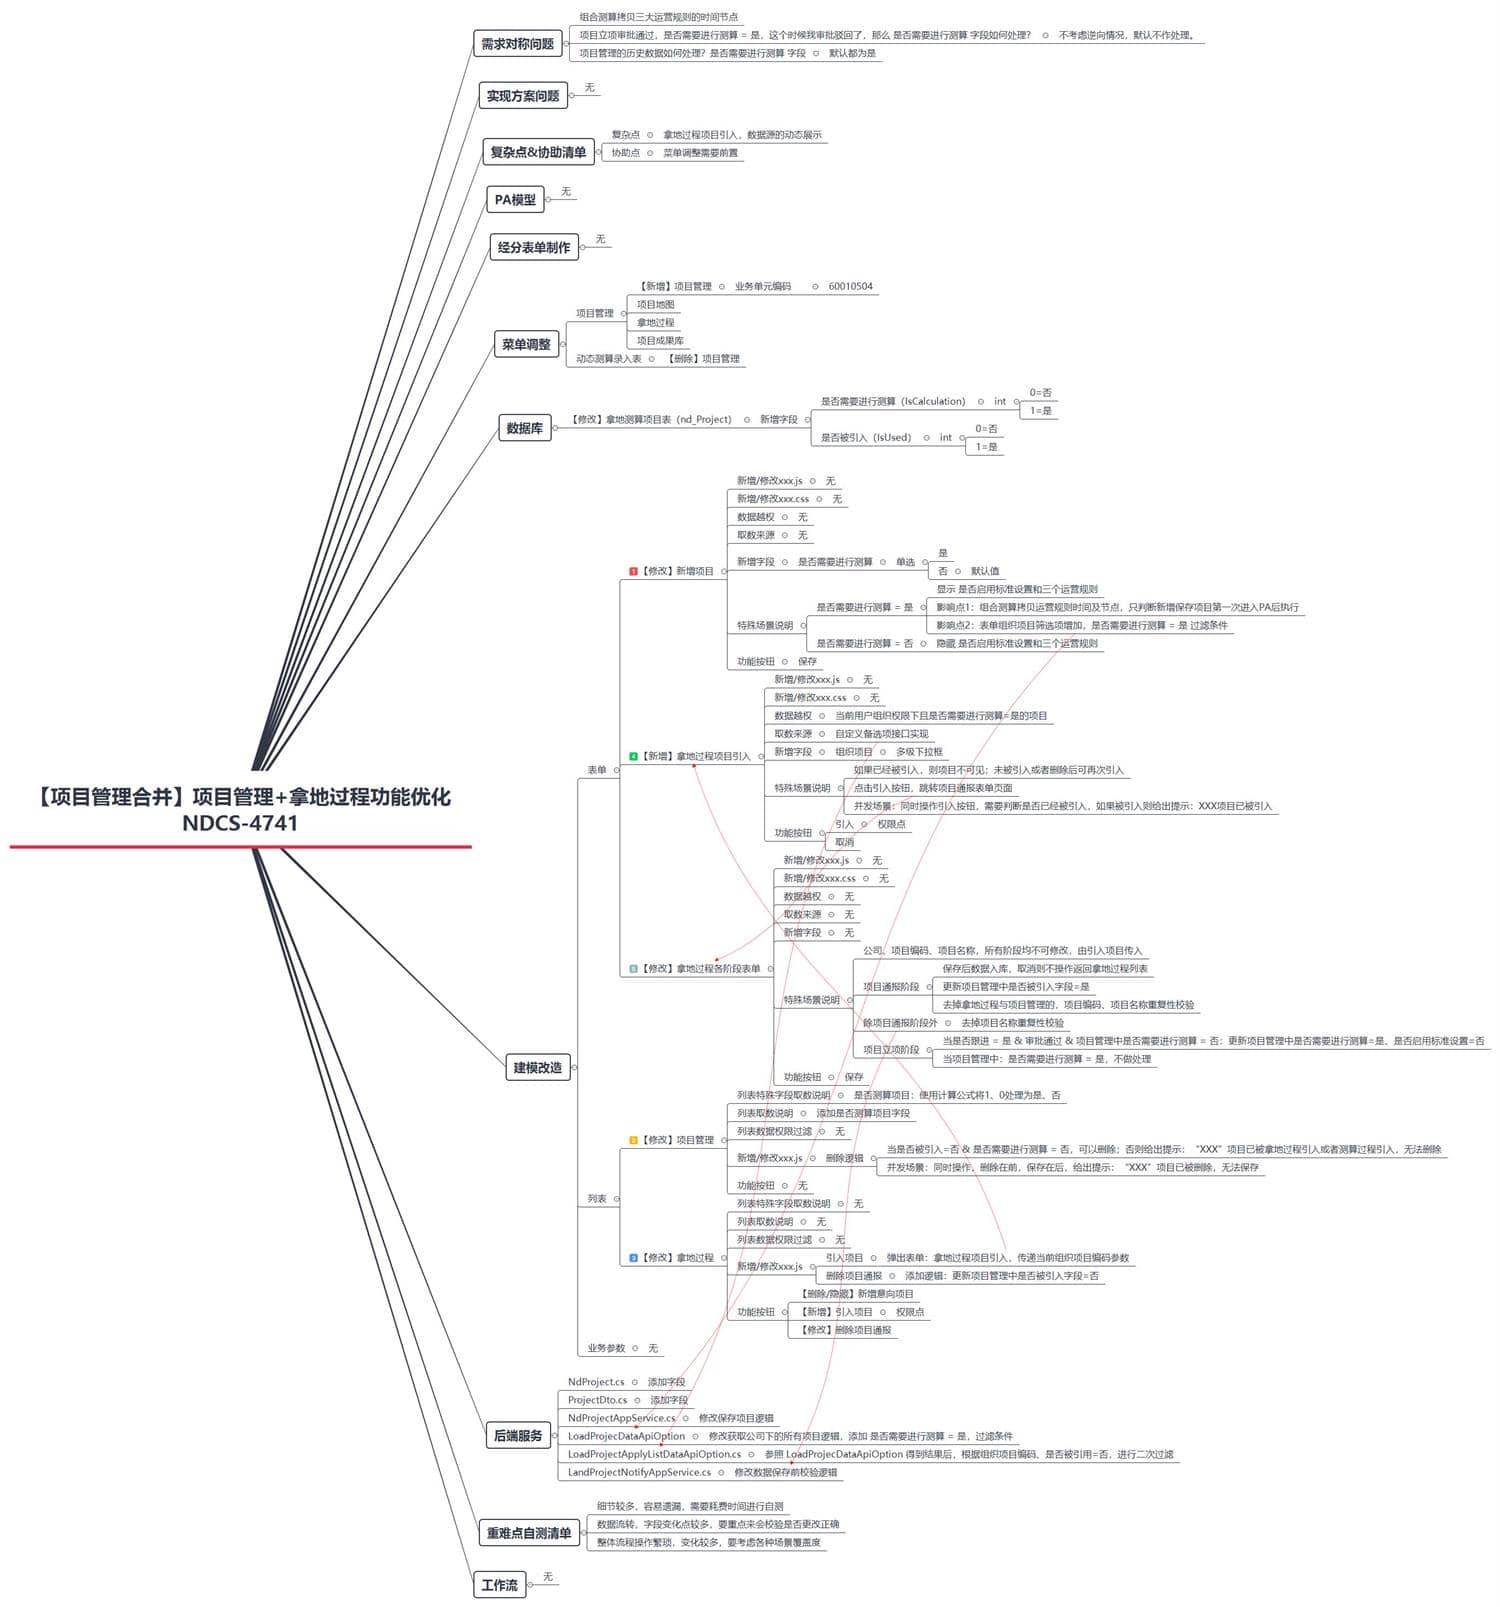 【项目管理合并】项目管理+拿地过程功能优化
NDCS-4741
需求对称问题
组合测算拷贝三大运营规则的时间节点
项目立项审批通过，是否需要进行测算 = 是，这个时候我审批驳回了，那么 是否需要进行测算 字段如何处理？ 不考虑逆向情况，默认不作处理。
项目管理的历史数据如何处理？是否需要进行测算 字段 默认都为是
实现方案问题 无
复杂点&协助清单
复杂点 拿地过程项目引入，数据源的动态展示
协助点 菜单调整需要前置
PA模型 无
经分表单制作 无
菜单调整
项目管理
【新增】项目管理 业务单元编码 60010504
项目地图
拿地过程
项目成果库
动态测算录入表 【删除】项目管理
数据库
【修改】拿地测算项目表（nd_Project） 新增字段
是否需要进行测算（IsCalculation） int
0=否
1=是
是否被引入（IsUsed） int
0=否
1=是
建模改造
表单
1 【修改】新增项目
新增/修改xxx.js 无
新增/修改xxx.css 无
数据越权 无
取数来源 无
新增字段 是否需要进行测算 单选
是
否 默认值
特殊场景说明
是否需要进行测算 = 是
显示 是否启用标准设置和三个运营规则
影响点1：组合测算拷贝运营规则时间及节点，只判断新增保存项目第一次进入PA后执行
影响点2：表单组织项目筛选项增加，是否需要进行测算 = 是 过滤条件
是否需要进行测算 = 否 隐藏 是否启用标准设置和三个运营规则
功能按钮 保存
4 【新增】拿地过程项目引入
新增/修改xxx.js 无
新增/修改xxx.css 无
数据越权 当前用户组织权限下且是否需要进行测算=是的项目
取数来源 自定义备选项接口实现
新增字段 组织项目 多级下拉框
特殊场景说明
如果已经被引入，则项目不可见；未被引入或者删除后可再次引入
点击引入按钮，跳转项目通报表单页面
并发场景：同时操作引入按钮，需要判断是否已经被引入，如果被引入则给出提示：XXX项目已被引入
功能按钮
引入 权限点
取消
5 【修改】拿地过程各阶段表单
新增/修改xxx.js 无
新增/修改xxx.css 无
数据越权 无
取数来源 无
新增字段 无
特殊场景说明
公司、项目编码、项目名称，所有阶段均不可修改，由引入项目传入
项目通报阶段
保存后数据入库，取消则不操作返回拿地过程列表
更新项目管理中是否被引入字段=是
去掉拿地过程与项目管理的，项目编码、项目名称重复性校验
除项目通报阶段外 去掉项目名称重复性校验
项目立项阶段
当是否跟进 = 是 & 审批通过 & 项目管理中是否需要进行测算 = 否：更新项目管理中是否需要进行测算=是、是否启用标准设置=否
当项目管理中：是否需要进行测算 = 是，不做处理
功能按钮 保存
列表
2 【修改】项目管理
列表特殊字段取数说明 是否测算项目：使用计算公式将1、0处理为是、否
列表取数说明 添加是否测算项目字段
列表数据权限过滤 无
新增/修改xxx.js 删除逻辑
当是否被引入=否 & 是否需要进行测算 = 否，可以删除；否则给出提示：“XXX”项目已被拿地过程引入或者测算过程引入，无法删除
并发场景：同时操作，删除在前，保存在后，给出提示：“XXX”项目已被删除，无法保存
功能按钮 无
3 【修改】拿地过程
列表特殊字段取数说明 无
列表取数说明 无
列表数据权限过滤 无
新增/修改xxx.js
引入项目 弹出表单：拿地过程项目引入，传递当前组织项目编码参数
删除项目通报 添加逻辑：更新项目管理中是否被引入字段=否
功能按钮
【删除/隐藏】新增意向项目
【新增】引入项目 权限点
【修改】删除项目通报
业务参数 无
后端服务
NdProject.cs 添加字段
ProjectDto.cs 添加字段
NdProjectAppService.cs 修改保存项目逻辑
LoadProjecDataApiOption 修改获取公司下的所有项目逻辑，添加 是否需要进行测算 = 是，过滤条件
LoadProjectApplyListDataApiOption.cs 参照 LoadProjecDataApiOption 得到结果后，根据组织项目编码、是否被引用=否，进行二次过滤
LandProjectNotifyAppService.cs 修改数据保存前校验逻辑
重难点自测清单
细节较多，容易遗漏，需要耗费时间进行自测
数据流转，字段变化点较多，要重点来会校验是否更改正确
整体流程操作繁琐，变化较多，要考虑各种场景覆盖度
工作流 无